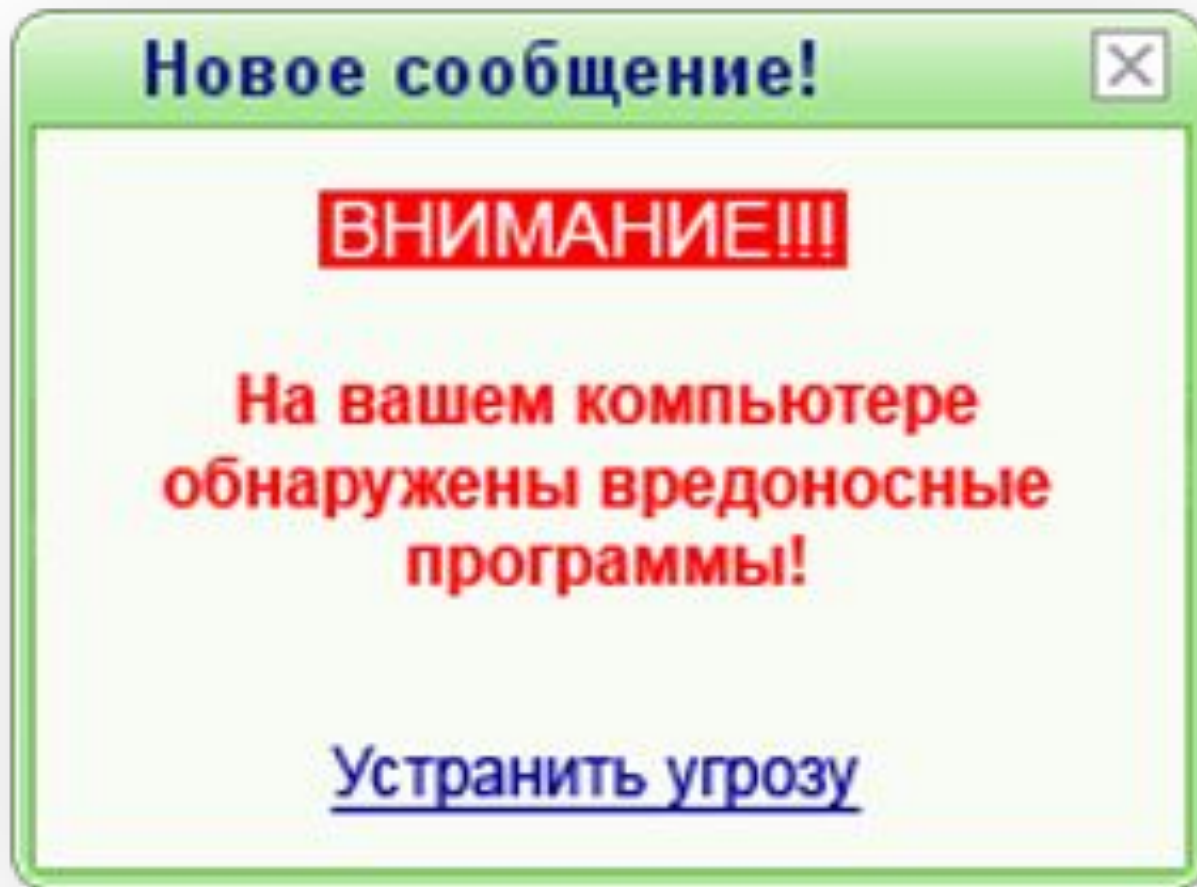 Новое сообщение!
ВНИМАНИЕ!!!
На вашем компьютере
обнаружены вредоносные
программы!
Устранить угрозу